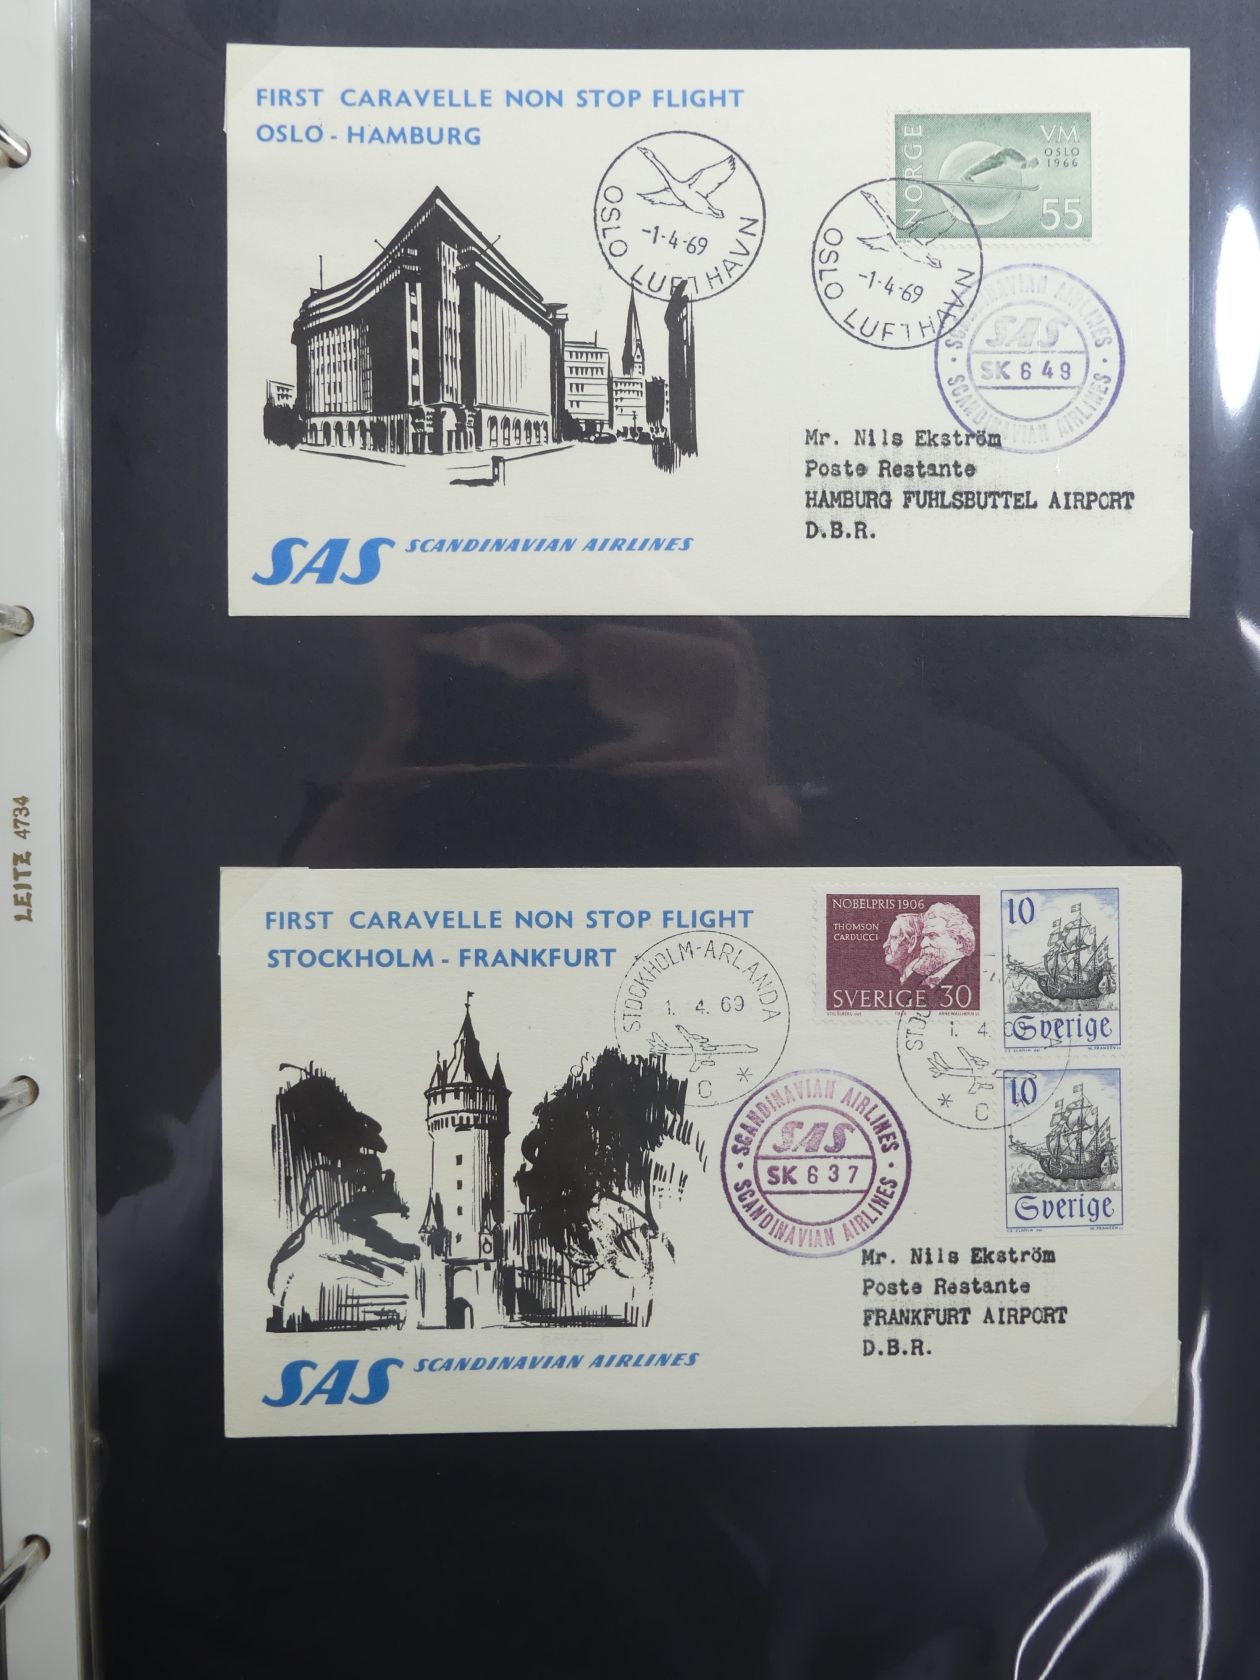 FIRST CARAVELLE NON STOP FLIGHT
OSLO - HAMBURG
OSLO LUFTHAVN
-1-4-69
OSLO LUFTHAVN
-1-4-69
NORGE
VM
OSLO
1966
55
SCANDINAVIAN AIRLINES
SAS
SK 649
SCANDINAVIAN AIRLINES
Mr. Nils Ekström
Poste Restante
HAMBURG FUHLSBUTTEL AIRPORT
D.B.R.
SAS SCANDINAVIAN AIRLINES
LEITZ 4734
FIRST CARAVELLE NON STOP FLIGHT
STOCKHOLM - FRANKFURT
STOCKHOLM-ARLANDA
1. 4. 69
C *
NOBELPRIS 1906
THOMSON
CARDUCCI
SVERIGE 30
10
Sverige
10
Sverige
1. 4.
* C
SCANDINAVIAN AIRLINES
SAS
SK 637
SCANDINAVIAN AIRLINES
Mr. Nils Ekström
Poste Restante
FRANKFURT AIRPORT
D.B.R.
SAS SCANDINAVIAN AIRLINES